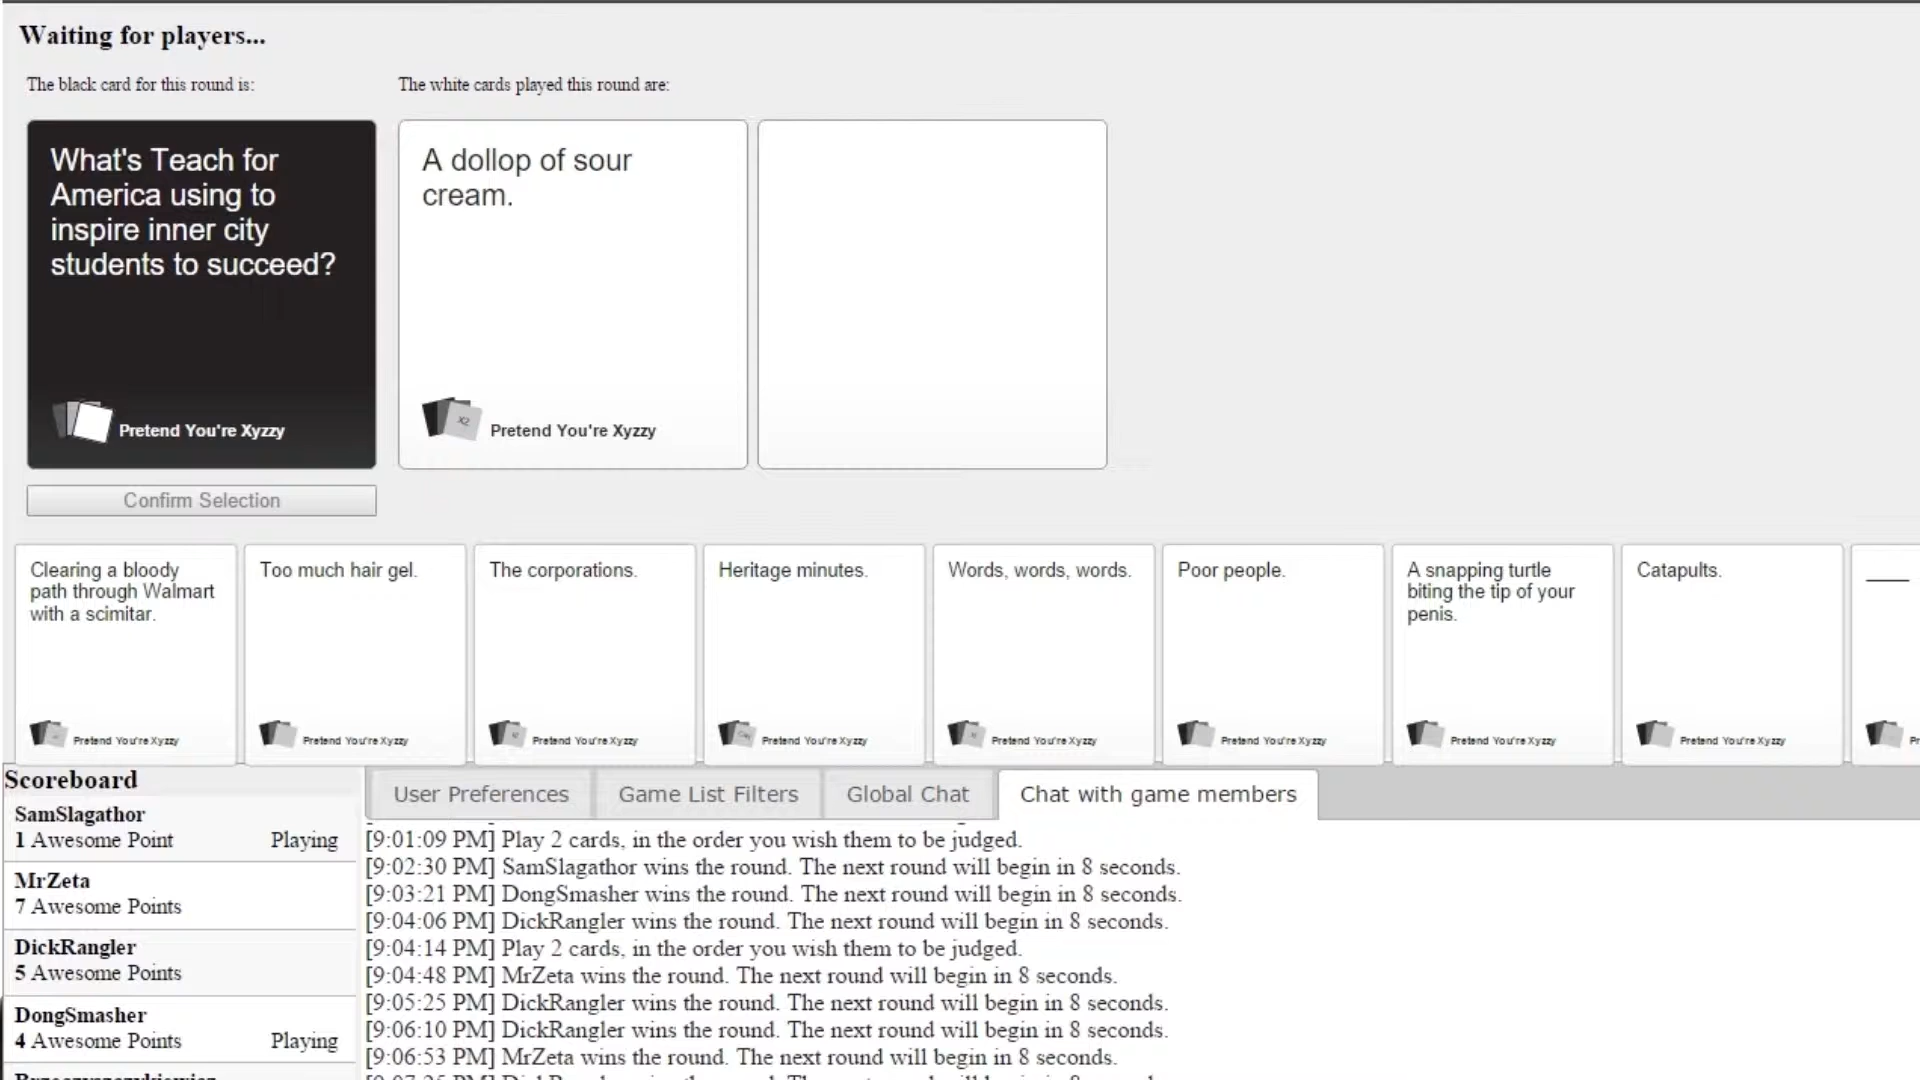 Waiting for players...
The black card for this round is:
The white cards played this round are:
What's Teach for
America using to
inspire inner city
students to succeed?
Pretend You're Xyzzy
A dollop of sour
cream.
X2
Pretend You're Xyzzy
Confirm Selection
Clearing a bloody
path through Walmart
with a scimitar.
Pretend You're Xyzzy
Too much hair gel.
Pretend You're Xyzzy
The corporations.
Pretend You're Xyzzy
Heritage minutes.
Pretend You're Xyzzy
Words, words, words.
Pretend You're Xyzzy
Poor people.
Pretend You're Xyzzy
A snapping turtle
biting the tip of your
penis.
Pretend You're Xyzzy
Catapults.
Pretend You're Xyzzy
Scoreboard
SamSlagathor
1 Awesome Point Playing
MrZeta
7 Awesome Points
DickRangler
5 Awesome Points
DongSmasher
4 Awesome Points Playing
User Preferences
Game List Filters
Global Chat
Chat with game members
[9:01:09 PM] Play 2 cards, in the order you wish them to be judged.
[9:02:30 PM] SamSlagathor wins the round. The next round will begin in 8 seconds.
[9:03:21 PM] DongSmasher wins the round. The next round will begin in 8 seconds.
[9:04:06 PM] DickRangler wins the round. The next round will begin in 8 seconds.
[9:04:14 PM] Play 2 cards, in the order you wish them to be judged.
[9:04:48 PM] MrZeta wins the round. The next round will begin in 8 seconds.
[9:05:25 PM] DickRangler wins the round. The next round will begin in 8 seconds.
[9:06:10 PM] DickRangler wins the round. The next round will begin in 8 seconds.
[9:06:53 PM] MrZeta wins the round. The next round will begin in 8 seconds.